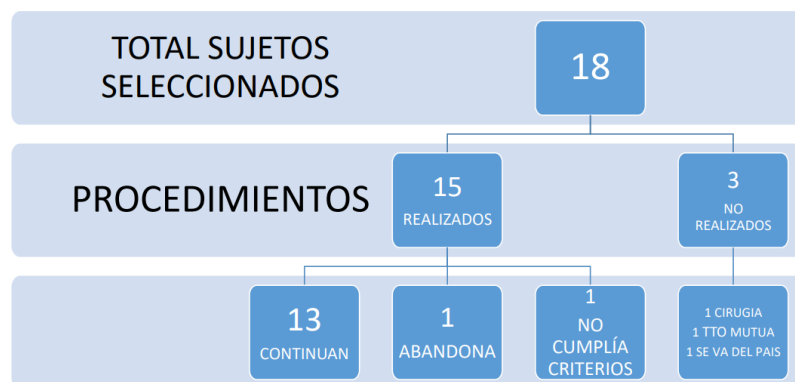 TOTAL SUJETOS
SELECCIONADOS
18
PROCEDIMIENTOS
15
REALIZADOS
3
NO
REALIZADOS
13
CONTINUAN
1
ABANDONA
1
NO
CUMPLÍA
CRITERIOS
1 CIRUGIA
1 TTO MUTUA
1 SE VA DEL PAIS